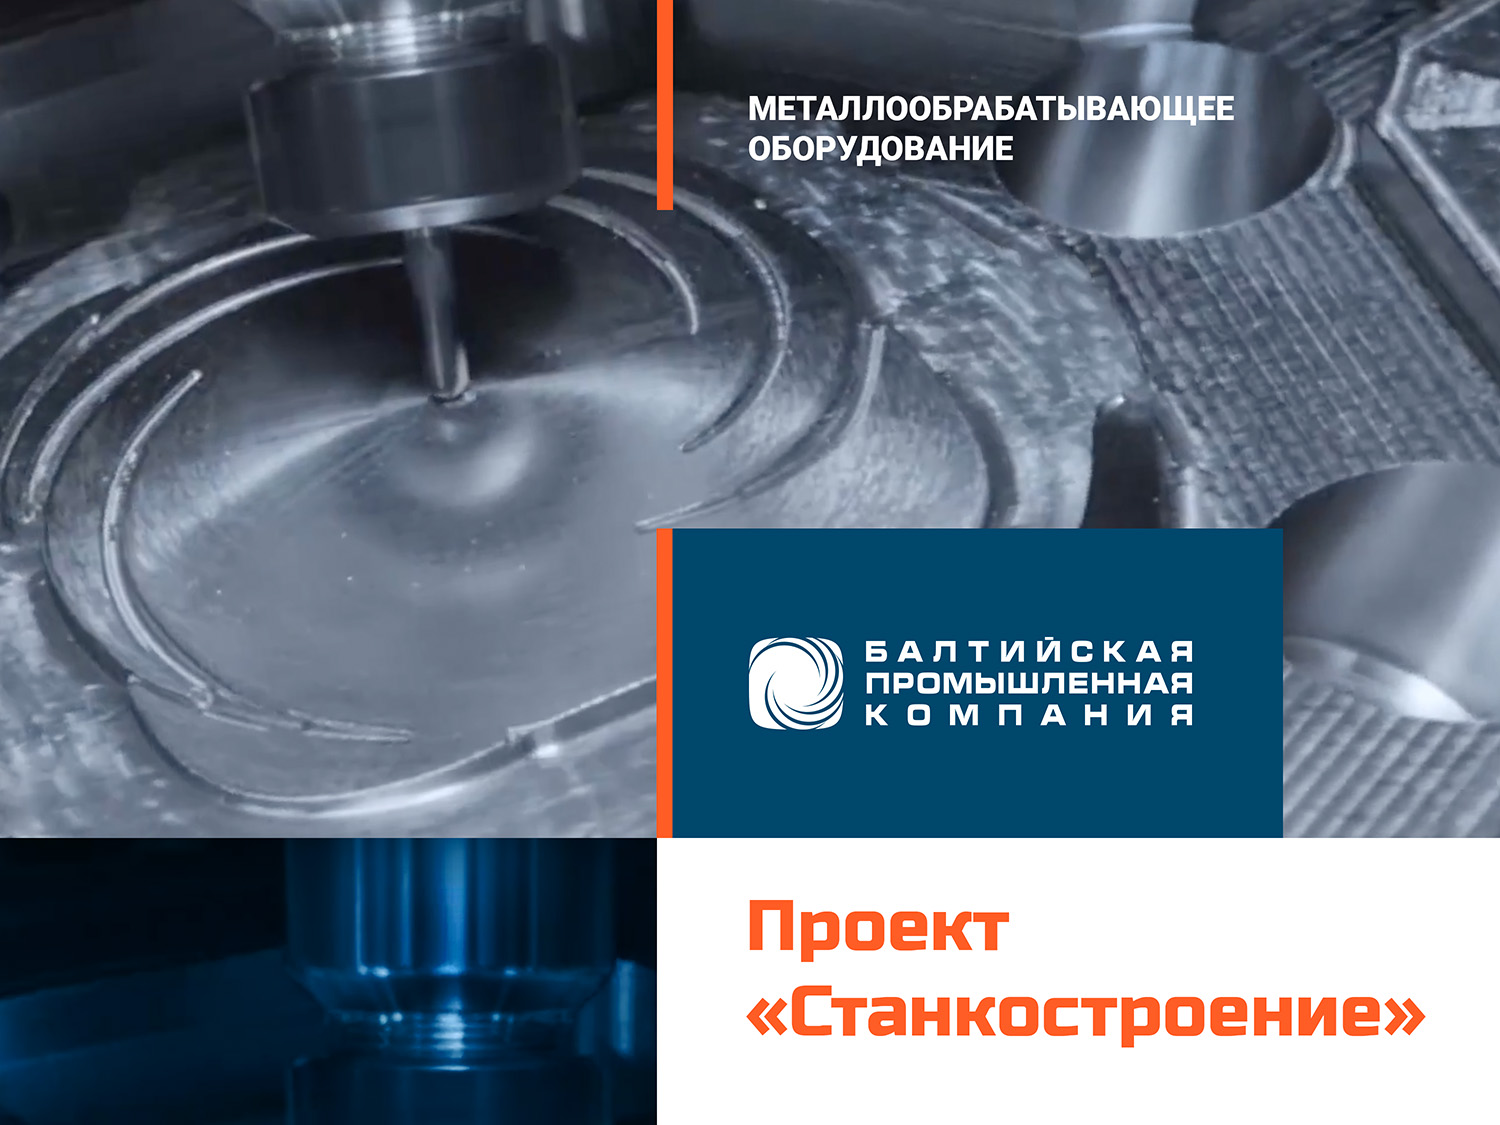 МЕТАЛЛООБРАБАТЫВАЮЩЕЕ
ОБОРУДОВАНИЕ
БАЛТИЙСКАЯ
ПРОМЫШЛЕННАЯ
КОМПАНИЯ
Проект
«Станкостроение»